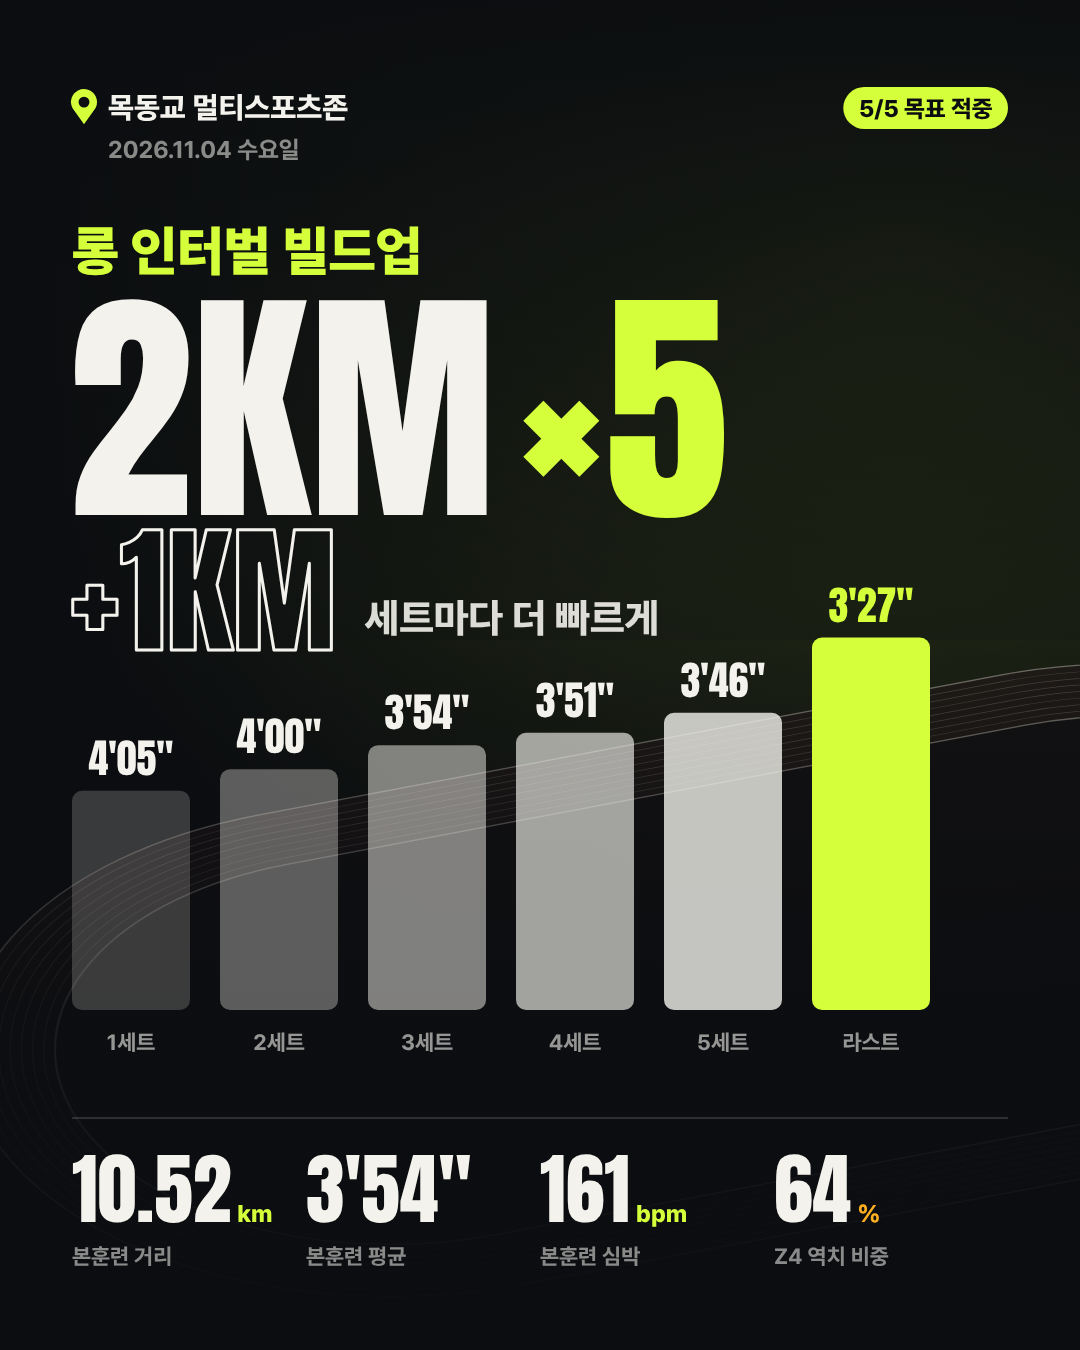 목동교 멀티스포츠존
5/5 목표 적중
2026.11.04 수요일
롱 인터벌 빌드업
2KM ×5
+1KM 세트마다 더 빠르게
4'05" 4'00" 3'54" 3'51" 3'46" 3'27"
1세트 2세트 3세트 4세트 5세트 라스트
10.52 km 3'54" 161 bpm 64 %
본훈련 거리 본훈련 평균 본훈련 심박 Z4 역치 비중